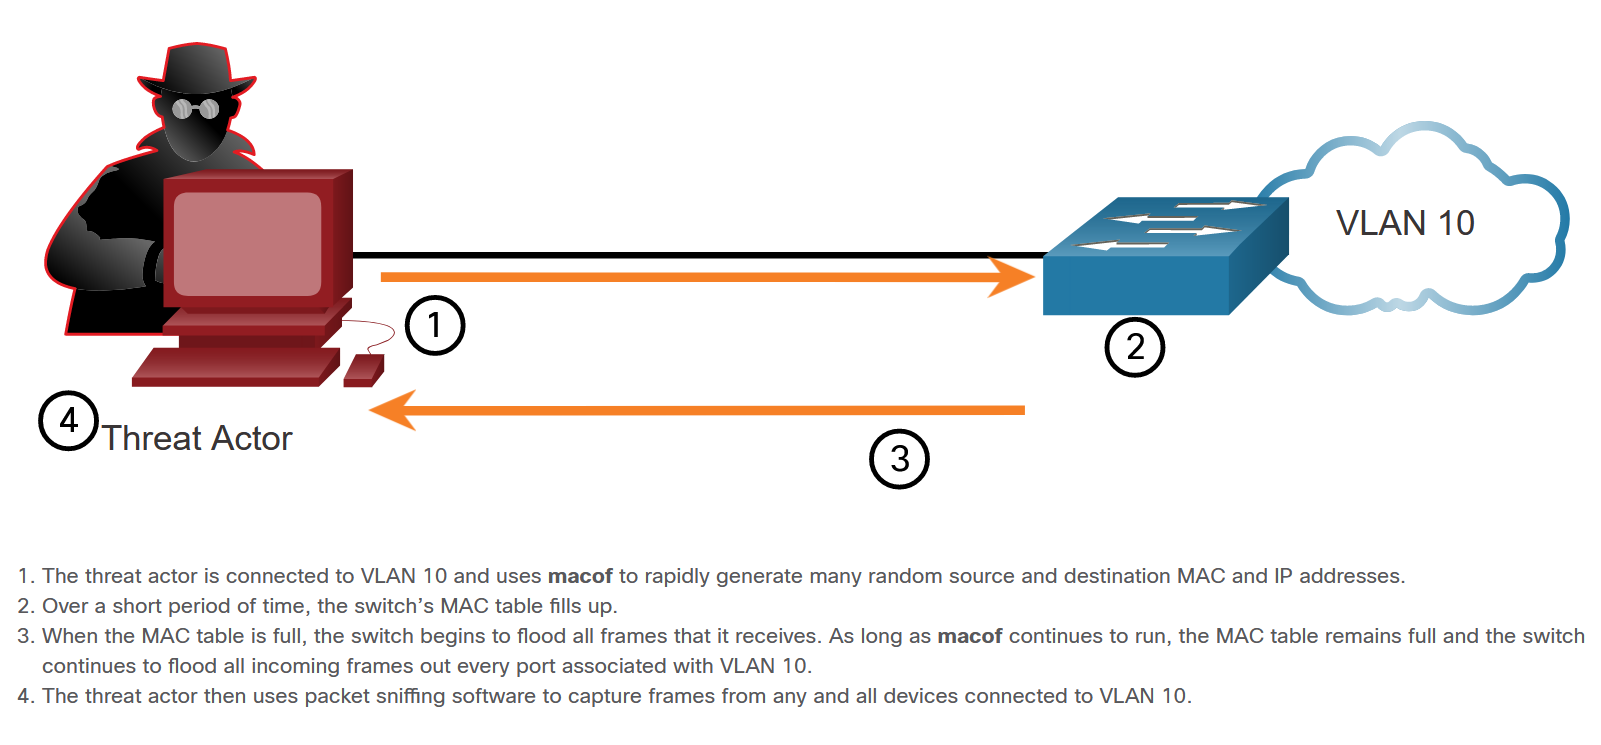 VLAN 10
1
2
4
Threat Actor
3
1. The threat actor is connected to VLAN 10 and uses macof to rapidly generate many random source and destination MAC and IP addresses.
2. Over a short period of time, the switch’s MAC table fills up.
3. When the MAC table is full, the switch begins to flood all frames that it receives. As long as macof continues to run, the MAC table remains full and the switch
continues to flood all incoming frames out every port associated with VLAN 10.
4. The threat actor then uses packet sniffing software to capture frames from any and all devices connected to VLAN 10.